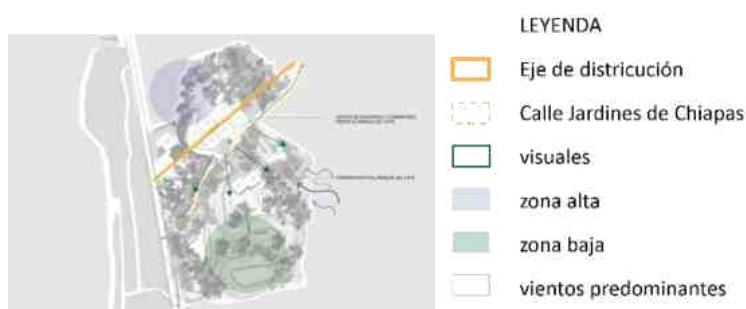 LEYENDA
Eje de districución
Calle Jardines de Chiapas
visuales
zona alta
zona baja
vientos predominantes